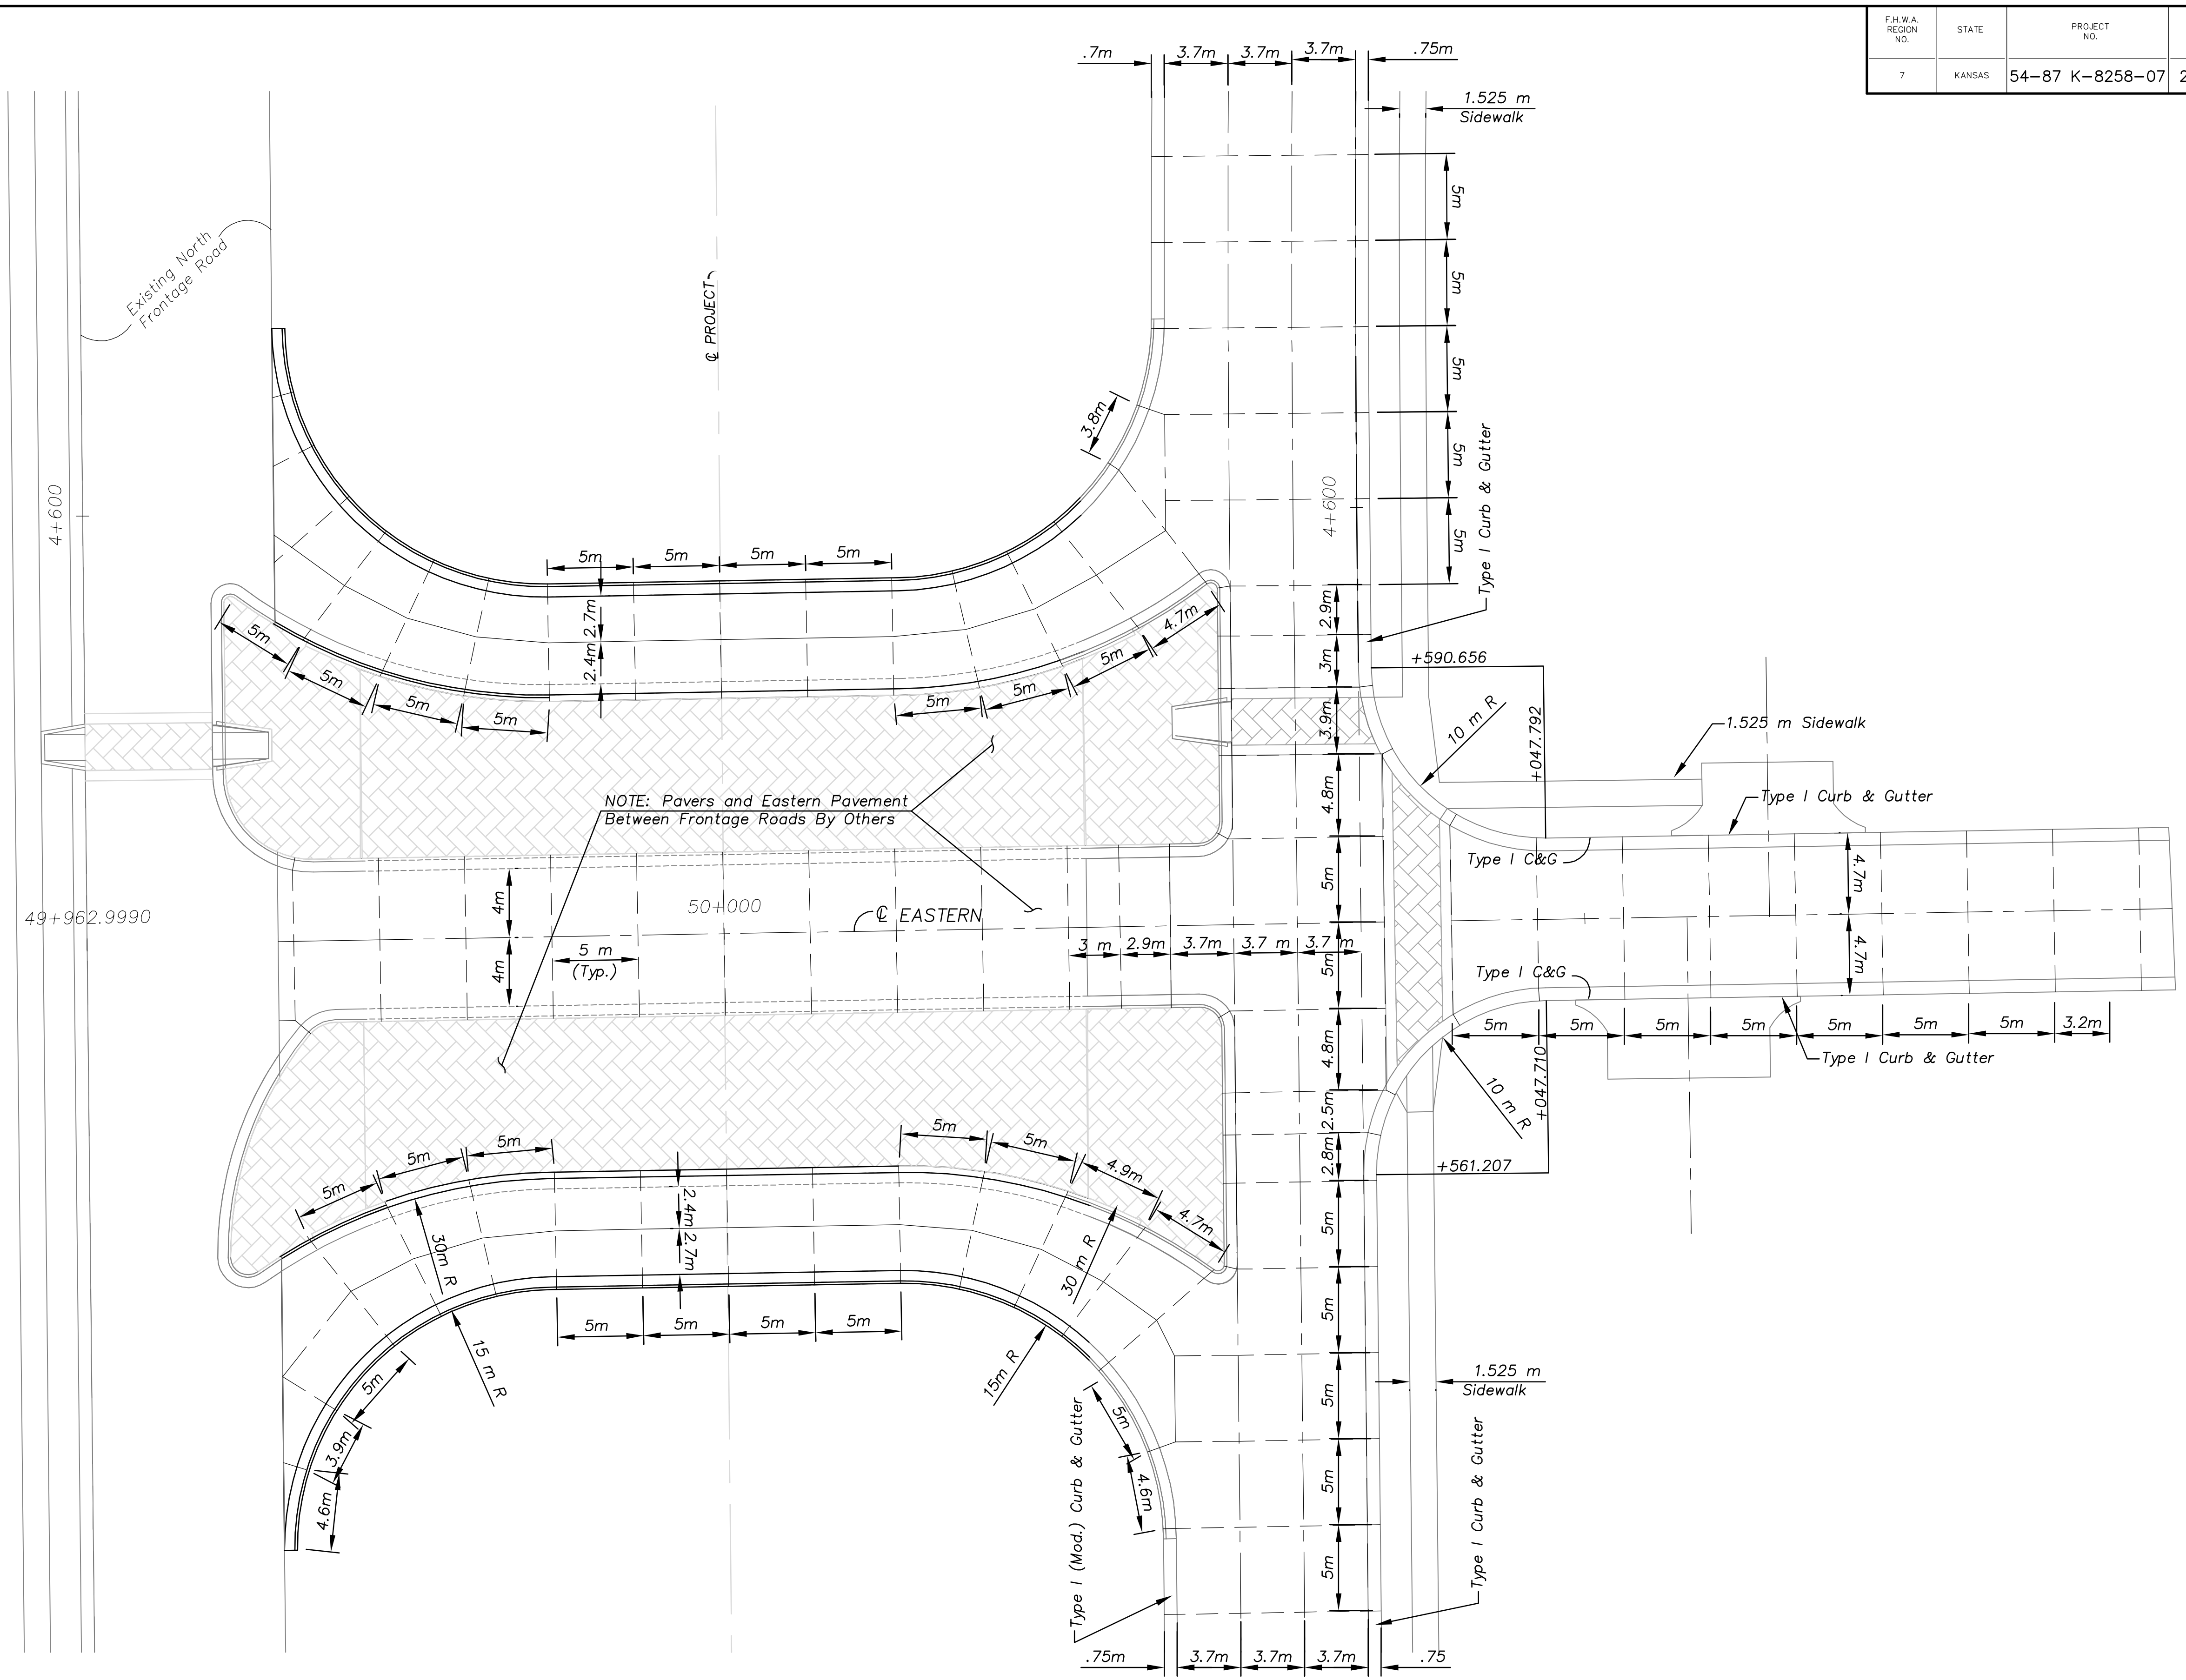 F.H.W.A. REGION NO.
STATE
PROJECT NO.
7
KANSAS
54-87 K-8258-07
2
.7m
3.7m
3.7m
3.7m
.75m
1.525 m
Sidewalk
5m
5m
5m
5m
5m
Existing North
Frontage Road
℄ PROJECT
3.8m
4+600
4+600
Type I Curb & Gutter
5m
5m
5m
5m
2.7m
2.4m
5m
5m
5m
5m
5m
5m
5m
4.7m
2.9m
3m
3.9m
+590.656
10 m R
+047.792
1.525 m Sidewalk
NOTE: Pavers and Eastern Pavement
Between Frontage Roads By Others
4.8m
Type I Curb & Gutter
Type I C&G
4.7m
49+962.9990
4m
50+000
℄ EASTERN
5m
4m
5 m
(Typ.)
3 m
2.9m
3.7m
3.7 m
3.7 m
5m
Type I C&G
4.7m
5m
5m
5m
5m
5m
5m
5m
3.2m
Type I Curb & Gutter
4.8m
+047.710
10 m R
2.5m
2.8m
+561.207
5m
5m
5m
5m
5m
4.9m
4.7m
30m R
2.4m
2.7m
30 m R
5m
5m
5m
5m
5m
5m
5m
5m
5m
15 m R
15m R
5m
3.9m
4.6m
5m
4.6m
1.525 m
Sidewalk
Type I (Mod.) Curb & Gutter
Type I Curb & Gutter
.75m
3.7m
3.7m
3.7m
.75